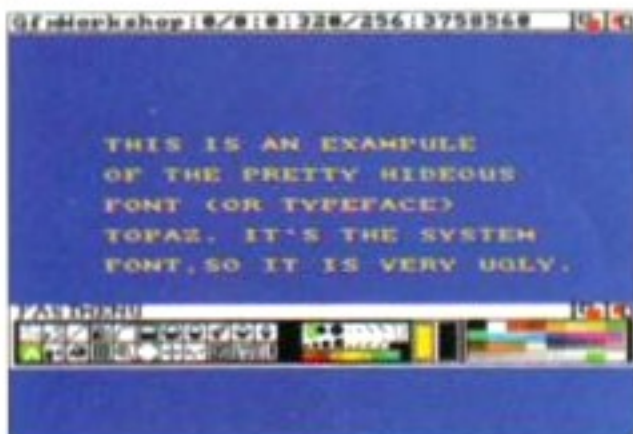 GfxWorkshop:0/0:0:320/256:3758560
THIS IS AN EXAMPULE
OF THE PRETTY HIDEOUS
FONT (OR TYPEFACE)
TOPAZ. IT'S THE SYSTEM
FONT,SO IT IS VERY UGLY.
FASTMENU